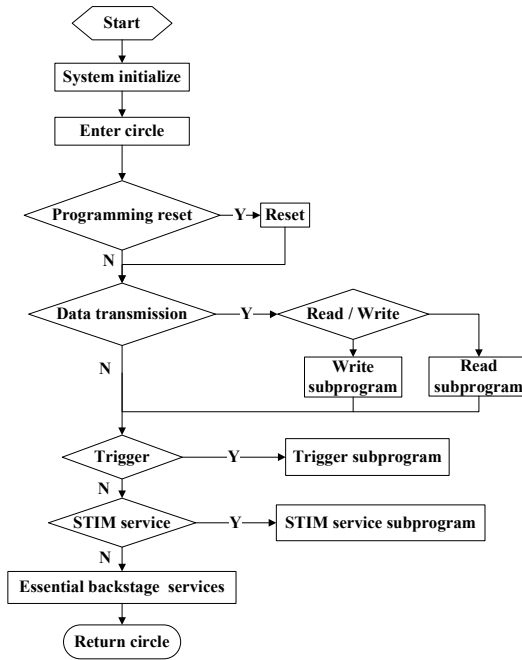 Start
System initialize
Enter circle
Programming reset
Y
Reset
N
Data transmission
Y
Read / Write
N
Write
subprogram
Read
subprogram
Trigger
Y
Trigger subprogram
N
STIM service
Y
STIM service subprogram
N
Essential backstage services
Return circle